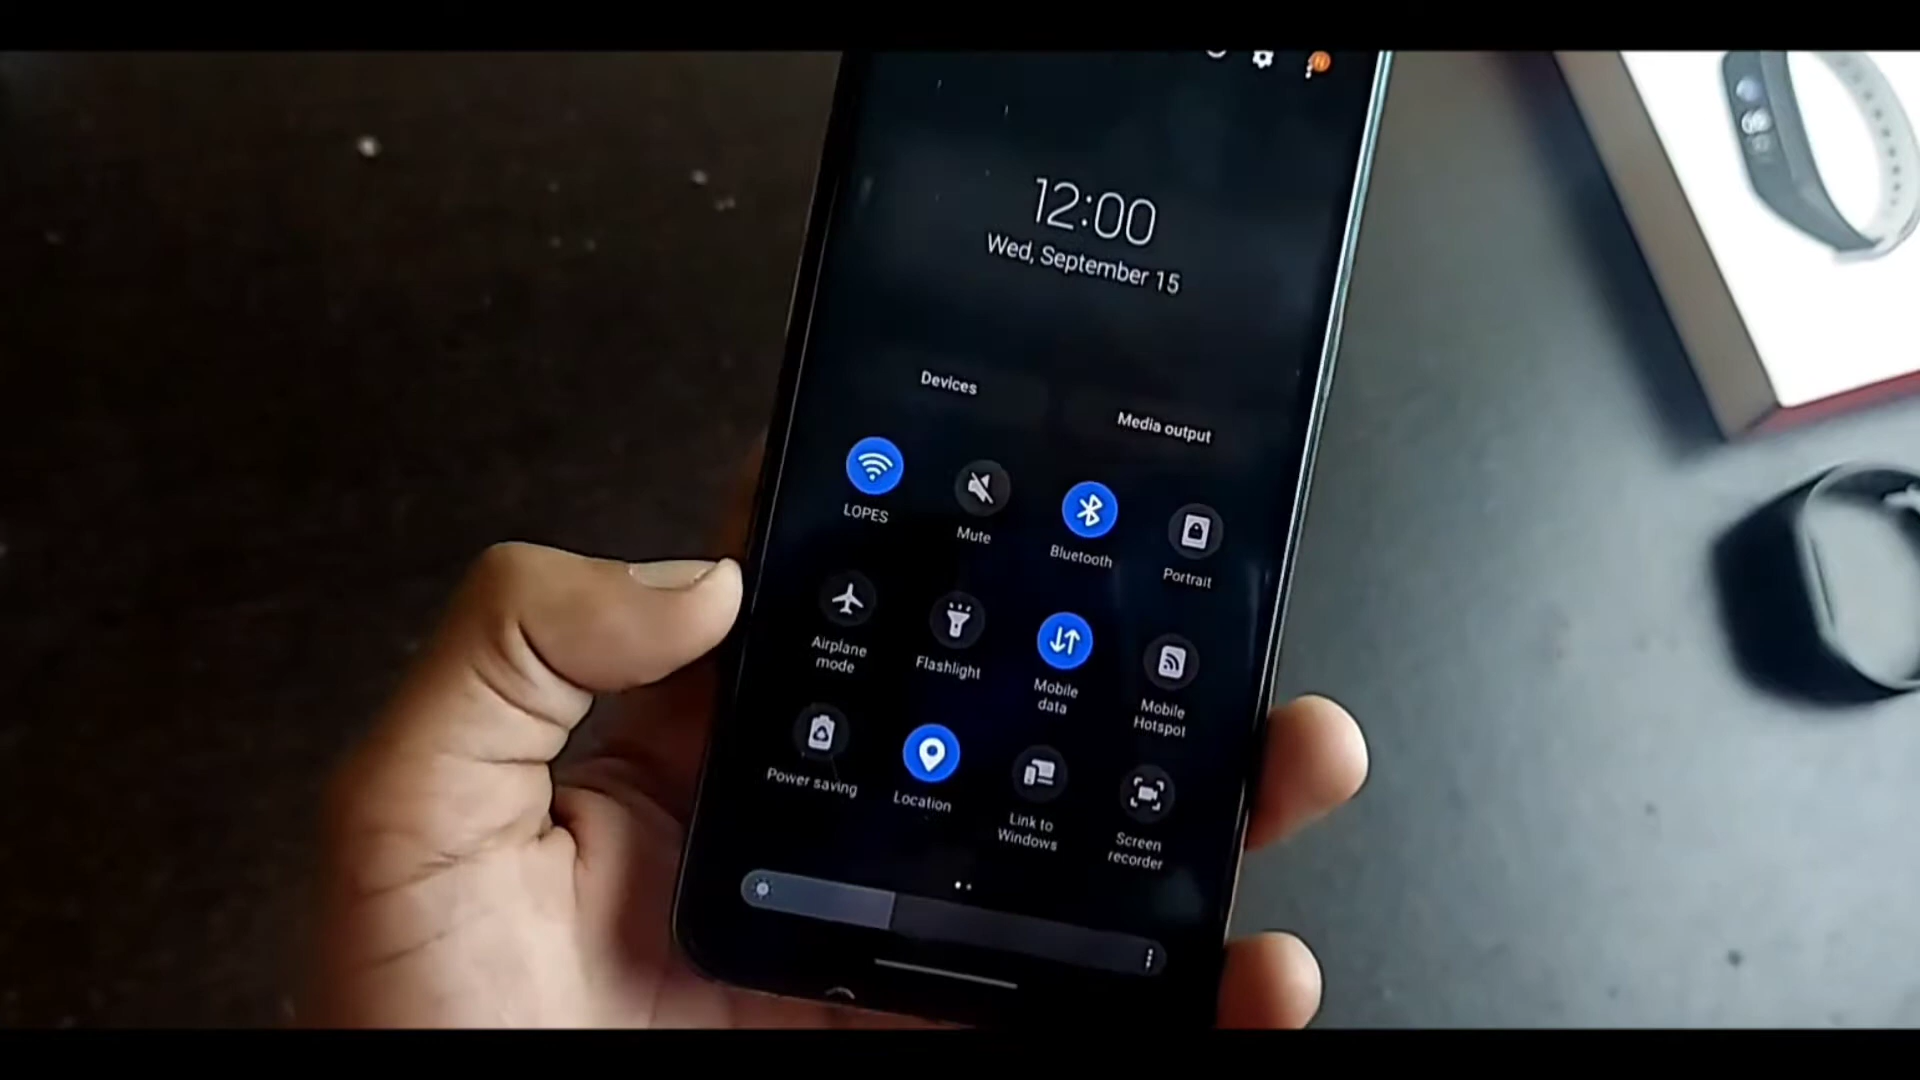 12:00
Wed, September 15
Devices
Media output
LOPES
Mute
Bluetooth
Portrait
Airplane
mode
Flashlight
Mobile
data
Mobile
Hotspot
Power saving
Location
Link to
Windows
Screen
recorder